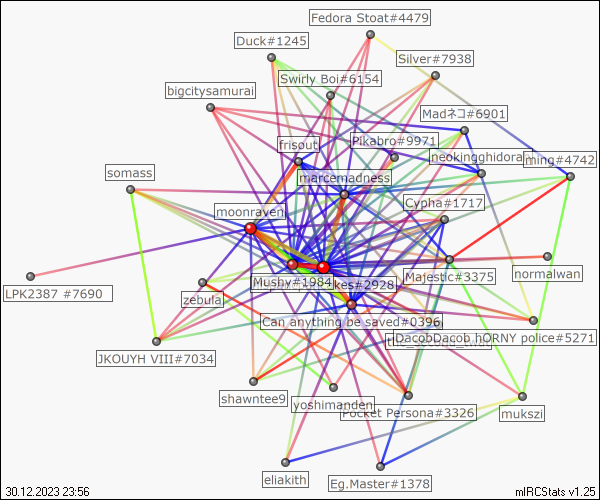 Fedora Stoat#4479
Duck#1245
Silver#7938
Swirly Boi#6154
bigcitysamurai
Madネコ#6901
Pikabro#9971
frisout
neokingghidorah
ming#4742
marcemadness
somass
Cypha#1717
moonraven
Majestic#3375
normalwan
Mushy#1984
kes#2928
LPK2387 #7690
zebula
Can anything be saved#0396
DacobDacob hORNY police#5271
JKOUYH VIII#7034
shawntee9
yoshimanden
Pocket Persona#3326
mukszi
eliakith
Eg.Master#1378
30.12.2023 23:56
mIRCStats v1.25